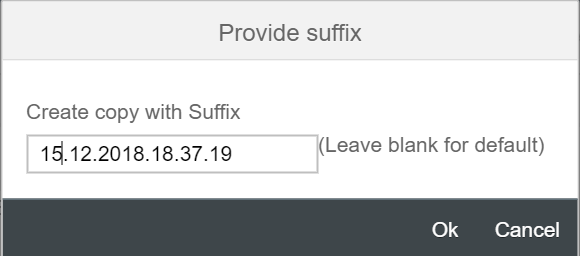 Provide suffix
Create copy with Suffix
15.12.2018.18.37.19 (Leave blank for default)
Ok Cancel